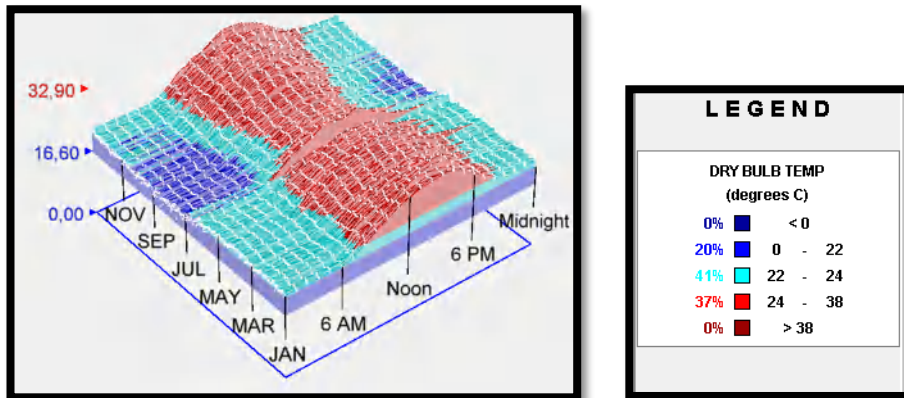 32,90
16,60
0,00
NOV
SEP
JUL
MAY
MAR
JAN
6 AM
Noon
6 PM
Midnight
LEGEND
DRY BULB TEMP
(degrees C)
0% < 0
20% 0 - 22
41% 22 - 24
37% 24 - 38
0% > 38